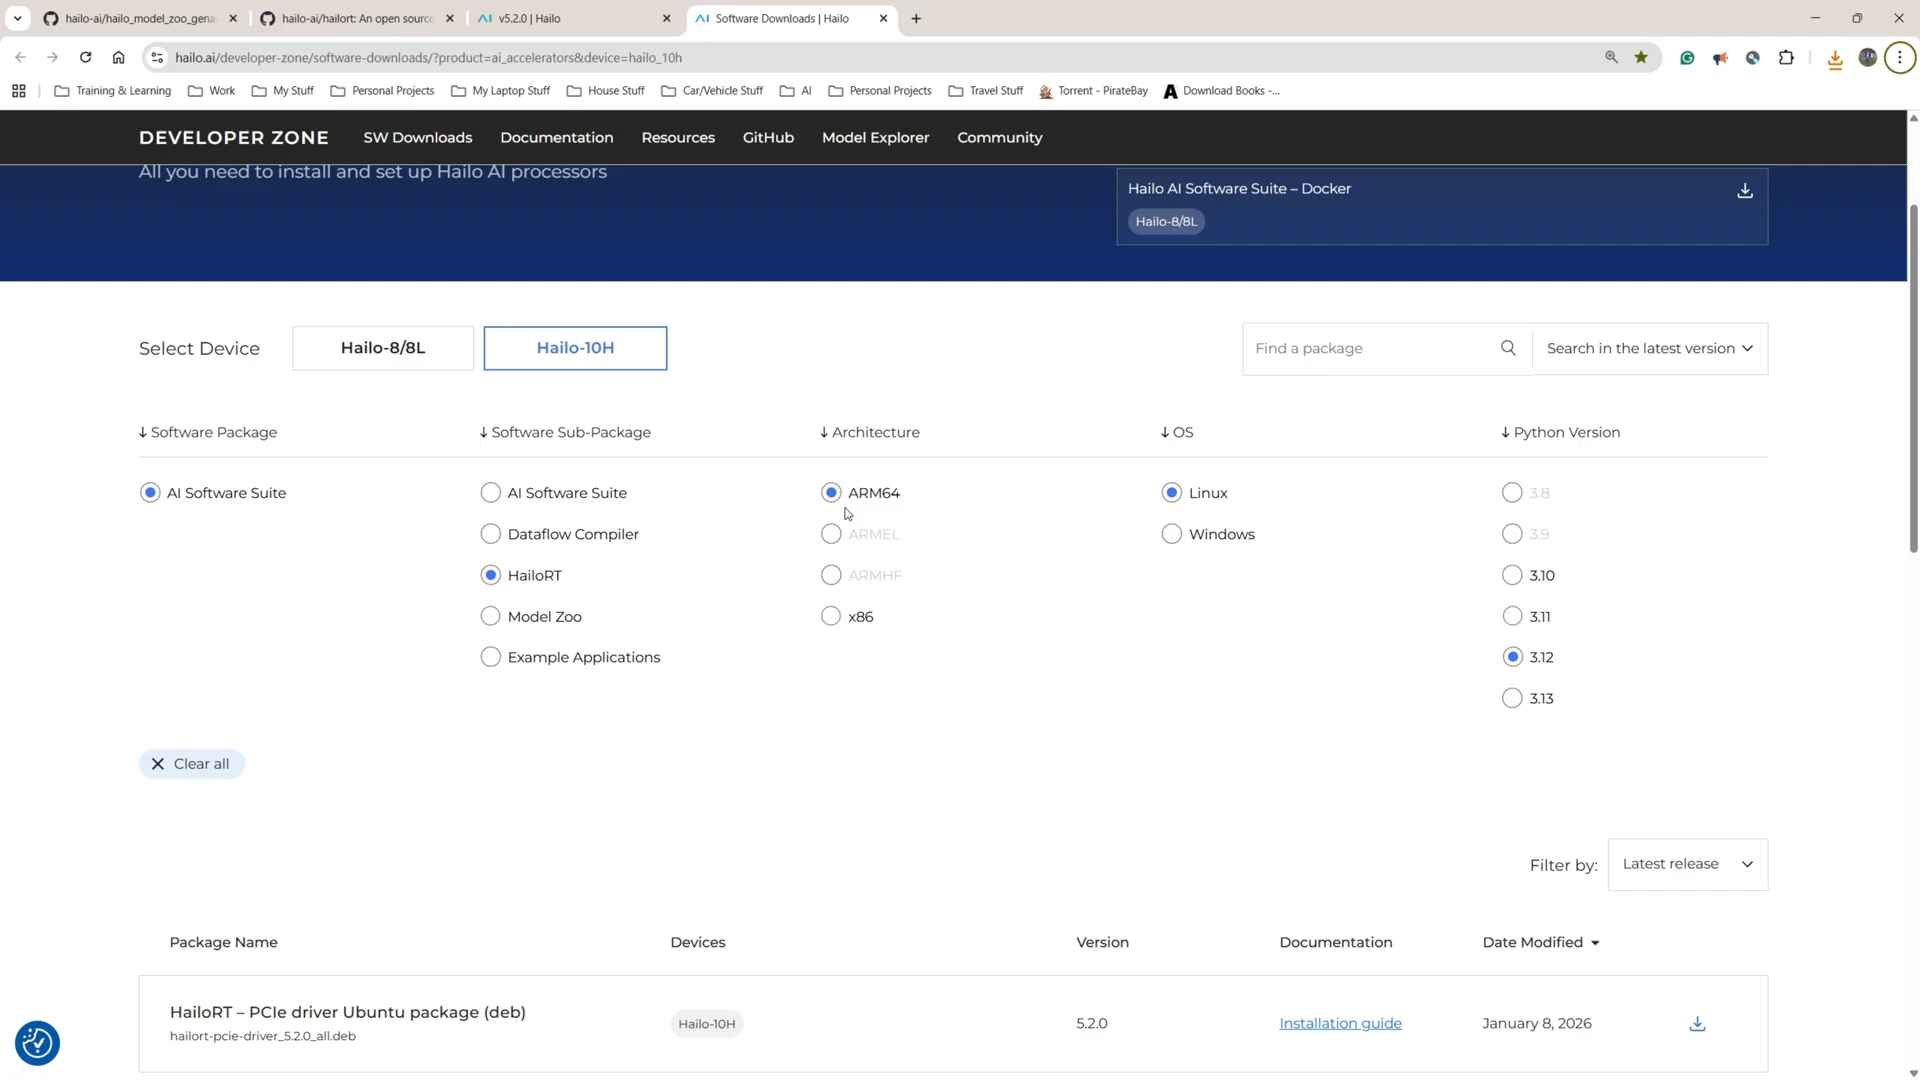 hailo-ai/hailo_model_zoo_gena
hailo-ai/hailort: An open source
v5.2.0 | Hailo
Software Downloads | Hailo
hailo.ai/developer-zone/software-downloads/?product=ai_accelerators&device=hailo_10h
Training & Learning
Work
My Stuff
Personal Projects
My Laptop Stuff
House Stuff
Car/Vehicle Stuff
AI
Personal Projects
Travel Stuff
Torrent - PirateBay
Download Books -...
DEVELOPER ZONE
SW Downloads
Documentation
Resources
GitHub
Model Explorer
Community
All you need to install and set up Hailo AI processors
Hailo AI Software Suite – Docker
Hailo-8/8L
Select Device
Hailo-8/8L
Hailo-10H
Find a package
Search in the latest version
Software Package
Software Sub-Package
Architecture
OS
Python Version
AI Software Suite
AI Software Suite
ARM64
Linux
3.8
Dataflow Compiler
ARMEL
Windows
3.9
HailoRT
ARMHF
3.10
Model Zoo
x86
3.11
Example Applications
3.12
3.13
Clear all
Filter by:
Latest release
Package Name
Devices
Version
Documentation
Date Modified
HailoRT – PCIe driver Ubuntu package (deb)
hailort-pcie-driver_5.2.0_all.deb
Hailo-10H
5.2.0
Installation guide
January 8, 2026